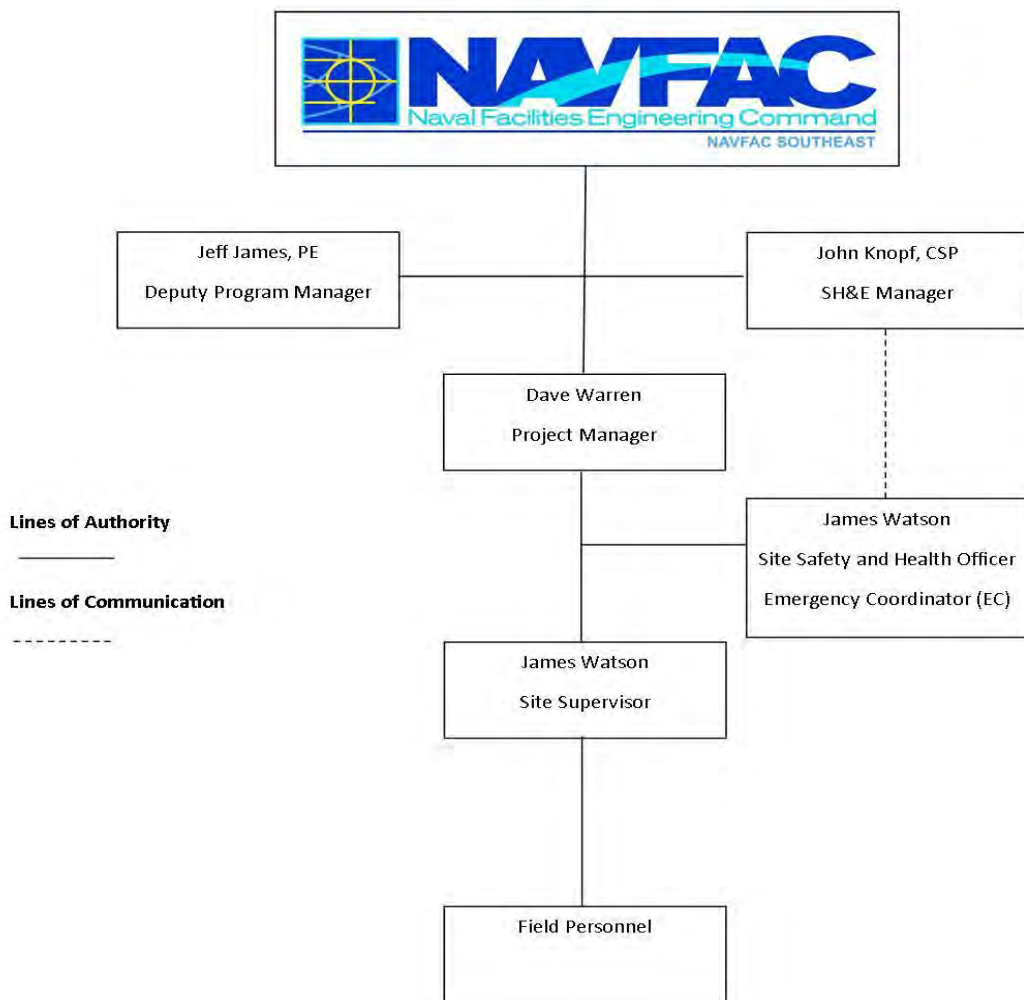 NAVFAC
Naval Facilities Engineering Command
NAVFAC SOUTHEAST
Jeff James, PE
Deputy Program Manager
John Knopf, CSP
SH&E Manager
Dave Warren
Project Manager
Lines of Authority
Lines of Communication
James Watson
Site Safety and Health Officer
Emergency Coordinator (EC)
James Watson
Site Supervisor
Field Personnel